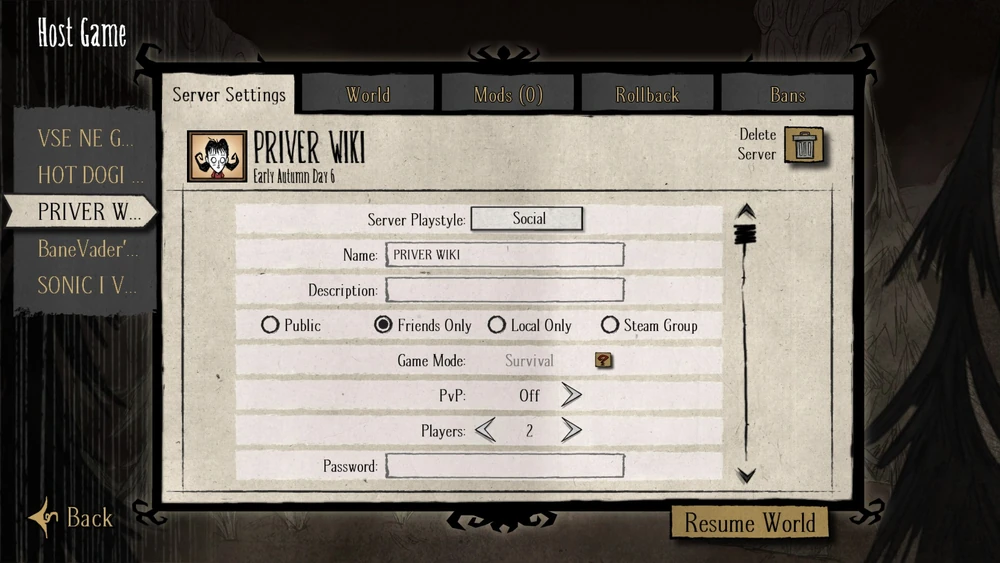 Host Game
Server Settings
World
Mods (0)
Rollback
Bans
VSE NE G...
HOT DOGI ...
PRIVER W...
BaneVader'...
SONIC I V...
PRIVER WIKI
Early Autumn Day 6
Delete
Server
Server Playstyle: Social
Name: PRIVER WIKI
Description:
Public Friends Only Local Only Steam Group
Game Mode: Survival ?
PvP: Off
Players: 2
Password:
Back
Resume World